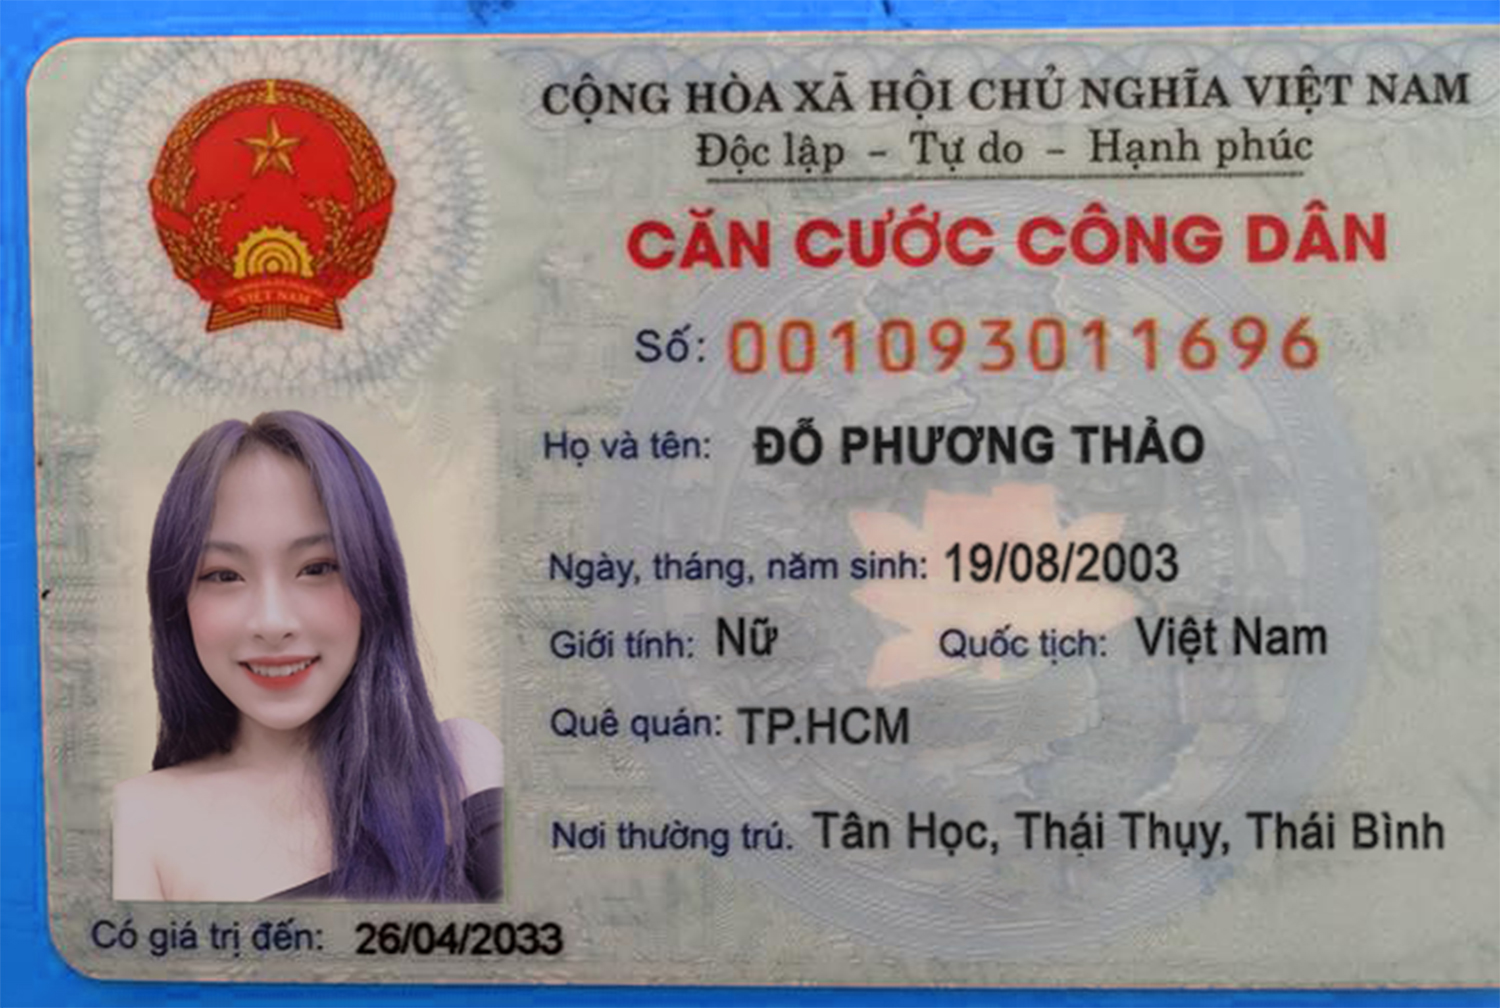 CỘNG HÒA XÃ HỘI CHỦ NGHĨA VIỆT NAM
Độc lập - Tự do - Hạnh phúc
CĂN CƯỚC CÔNG DÂN
VIỆT NAM
Số: 001093011696
Họ và tên: ĐỖ PHƯƠNG THẢO
Ngày, tháng, năm sinh: 19/08/2003
Giới tính: Nữ Quốc tịch: Việt Nam
Quê quán: TP.HCM
Nơi thường trú. Tân Học, Thái Thụy, Thái Bình
Có giá trị đến: 26/04/2033